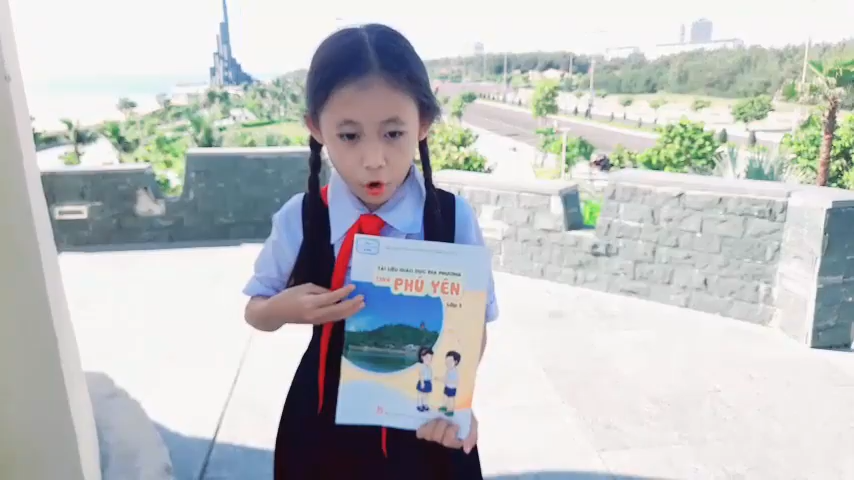 TÀI LIỆU GIÁO DỤC ĐỊA PHƯƠNG
TỈNH PHÚ YÊN
LỚP 1